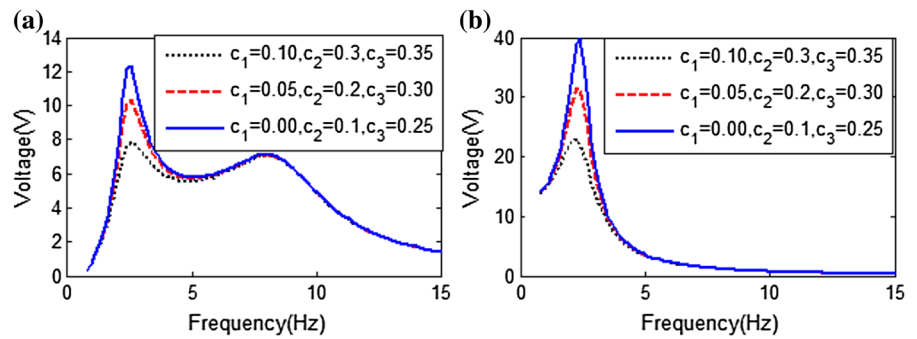 (a)
14
12
10
8
6
4
2
0
Voltage(V)
c1=0.10,c2=0.3,c3=0.35
c1=0.05,c2=0.2,c3=0.30
c1=0.00,c2=0.1,c3=0.25
0 5 10 15
Frequency(Hz)
(b)
40
30
20
10
0
Voltage(V)
c1=0.10,c2=0.3,c3=0.35
c1=0.05,c2=0.2,c3=0.30
c1=0.00,c2=0.1,c3=0.25
0 5 10 15
Frequency(Hz)